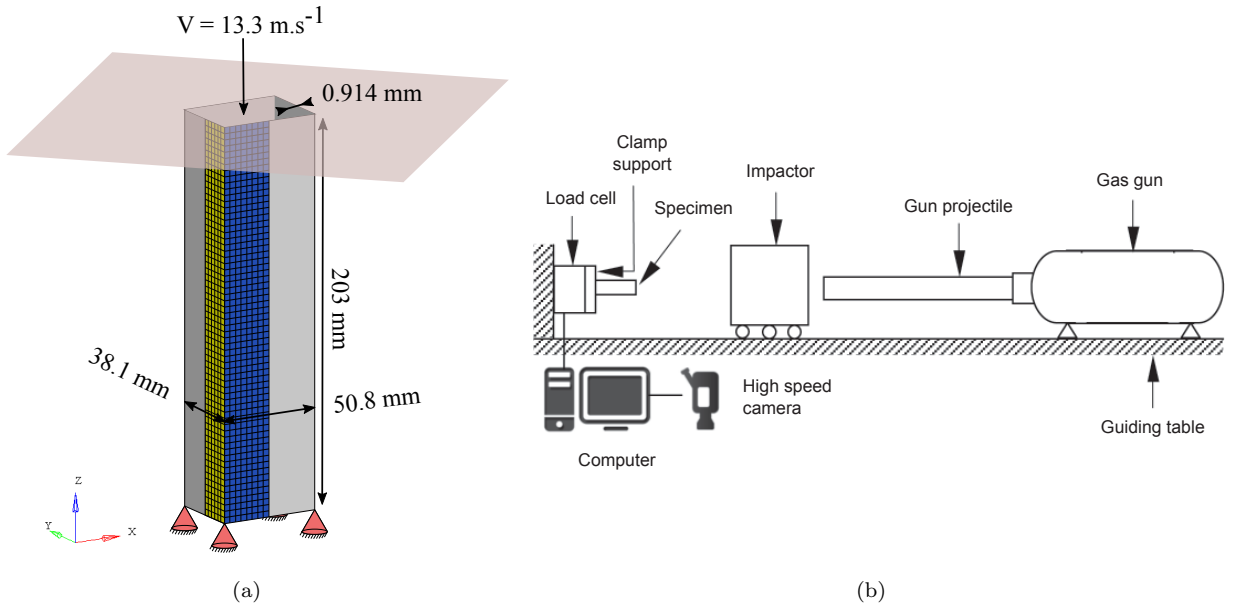 V = 13.3 m.s-1
0.914 mm
203 mm
38.1 mm
50.8 mm
Z
Y
X
(a)
Clamp
support
Load cell
Specimen
Impactor
Gun projectile
Gas gun
High speed
camera
Computer
Guiding table
(b)